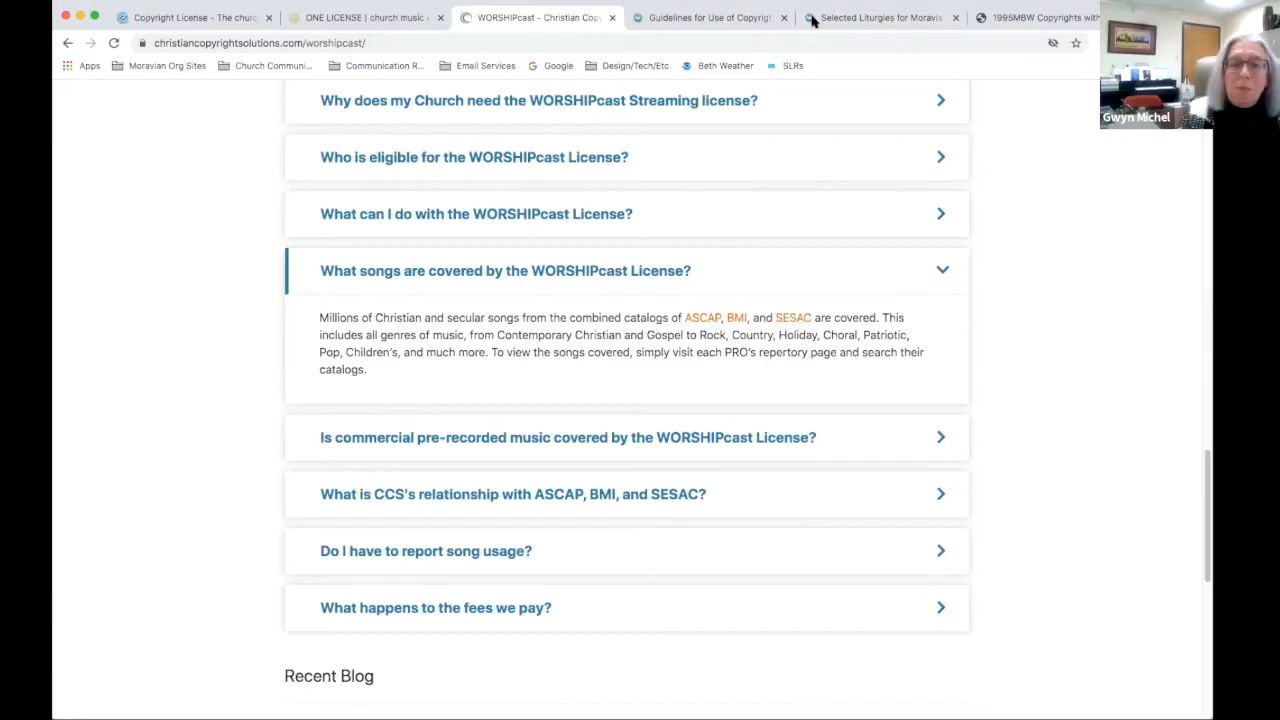 Copyright License - The churc
ONE LICENSE | church music c
WORSHIPcast - Christian Copy
Guidelines for Use of Copyrigh
Selected Liturgies for Moravia
1995MBW Copyrights with
christiancopyrightsolutions.com/worshipcast/
Apps
Moravian Org Sites
Church Communi...
Communication R...
Email Services
Google
Design/Tech/Etc
Beth Weather
SLRs
Gwyn Michel
Why does my Church need the WORSHIPcast Streaming license?
Who is eligible for the WORSHIPcast License?
What can I do with the WORSHIPcast License?
What songs are covered by the WORSHIPcast License?
Millions of Christian and secular songs from the combined catalogs of ASCAP, BMI, and SESAC are covered. This
includes all genres of music, from Contemporary Christian and Gospel to Rock, Country, Holiday, Choral, Patriotic,
Pop, Children's, and much more. To view the songs covered, simply visit each PRO's repertory page and search their
catalogs.
Is commercial pre-recorded music covered by the WORSHIPcast License?
What is CCS's relationship with ASCAP, BMI, and SESAC?
Do I have to report song usage?
What happens to the fees we pay?
Recent Blog